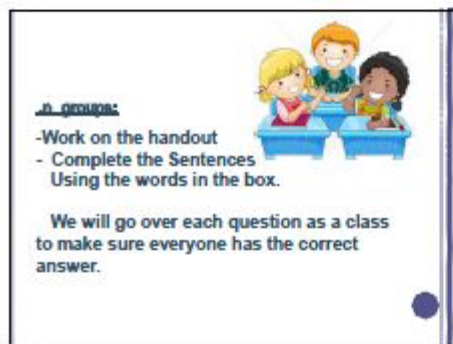 .n groups:
-Work on the handout
- Complete the Sentences
Using the words in the box.
We will go over each question as a class
to make sure everyone has the correct
answer.